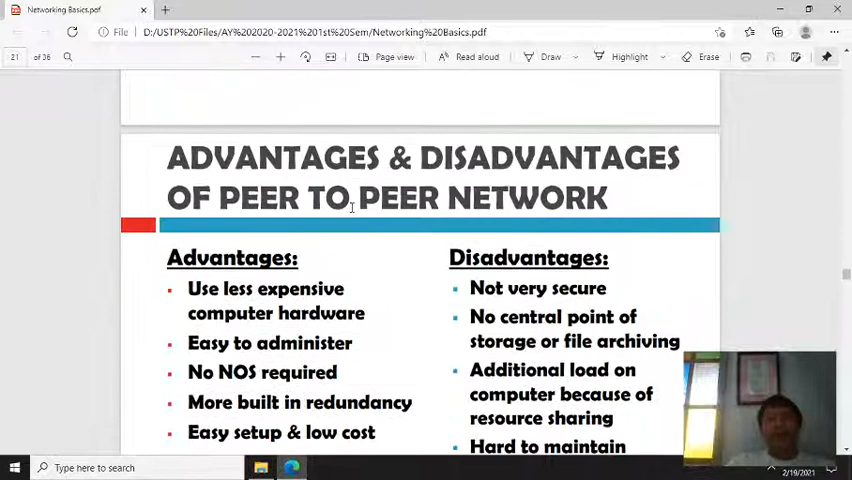 Networking Basics.pdf
File
D:/USTP%20Files/AY%202020-2021%201st%20Sem/Networking%20Basics.pdf
21 of 36
Page view
Read aloud
Draw
Highlight
Erase
ADVANTAGES & DISADVANTAGES
OF PEER TO PEER NETWORK
Advantages:
Use less expensive
computer hardware
Easy to administer
No NOS required
More built in redundancy
Easy setup & low cost
Disadvantages:
Not very secure
No central point of
storage or file archiving
Additional load on
computer because of
resource sharing
Hard to maintain
Type here to search
2/19/2021